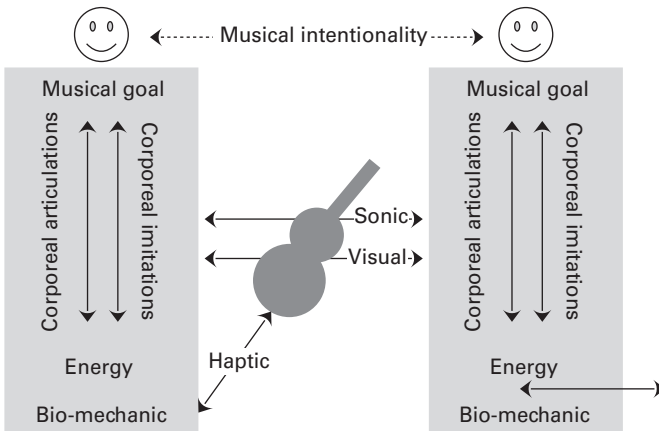 Musical intentionality
Musical goal
Corporeal articulations
Corporeal imitations
Energy
Bio-mechanic
Sonic
Visual
Haptic
Musical goal
Corporeal articulations
Corporeal imitations
Energy
Bio-mechanic